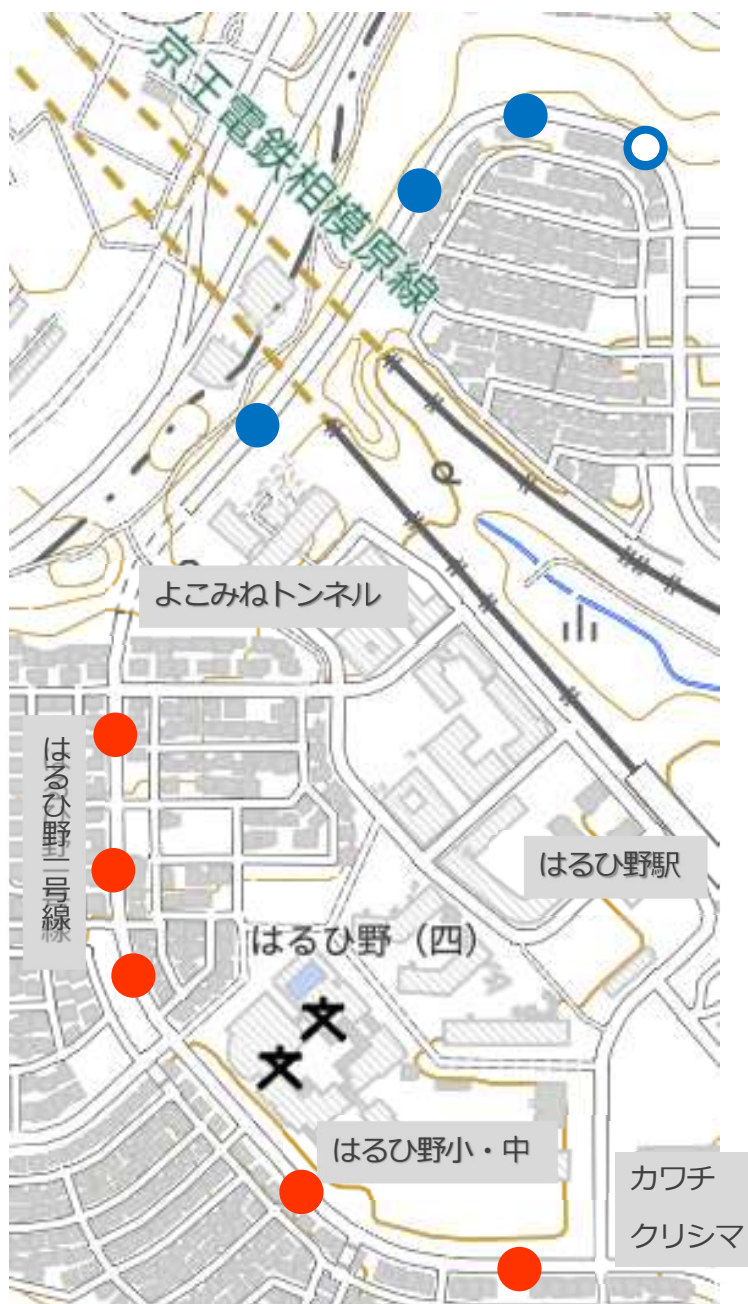 京王電鉄相模原線
よこみねトンネル
はるひ野二号線
はるひ野駅
はるひ野（四）
はるひ野小・中
カワチ
クリシマ